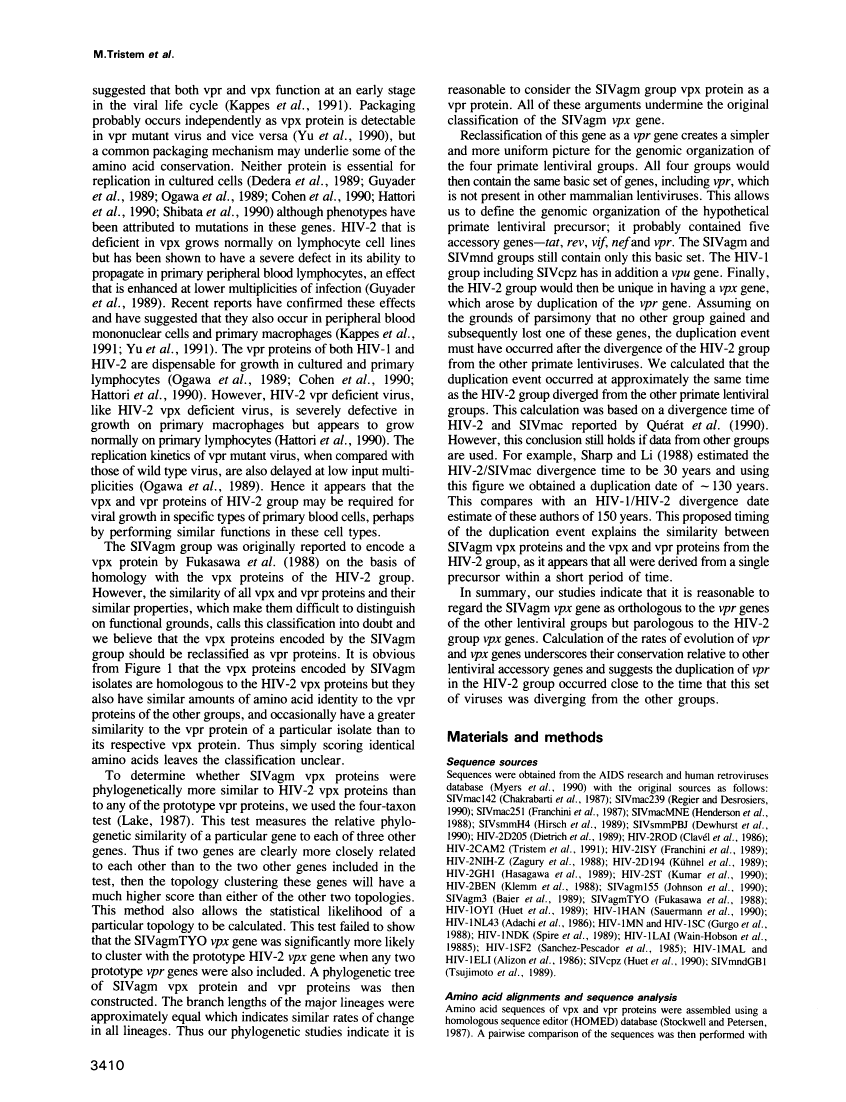 M.Tristem et al.
suggested that both vpr and vpx function at an early stage
in the viral life cycle (Kappes et al., 1991). Packaging
probably occurs independently as vpx protein is detectable
in vpr mutant virus and vice versa (Yu et al., 1990), but
a common packaging mechanism may underlie some of the
amino acid conservation. Neither protein is essential for
replication in cultured cells (Dedera et al., 1989; Guyader
et al., 1989; Ogawa et al., 1989; Cohen et al., 1990; Hattori
et al., 1990; Shibata et al., 1990) although phenotypes have
been attributed to mutations in these genes. HIV-2 that is
deficient in vpx grows normally on lymphocyte cell lines
but has been shown to have a severe defect in its ability to
propagate in primary peripheral blood lymphocytes, an effect
that is enhanced at lower multiplicities of infection (Guyader
et al., 1989). Recent reports have confirmed these effects
and have suggested that they also occur in peripheral blood
mononuclear cells and primary macrophages (Kappes et al.,
1991; Yu et al., 1991). The vpr proteins of both HIV-1 and
HIV-2 are dispensable for growth in cultured and primary
lymphocytes (Ogawa et al., 1989; Cohen et al., 1990;
Hattori et al., 1990). However, HIV-2 vpr deficient virus,
like HIV-2 vpx deficient virus, is severely defective in
growth on primary macrophages but appears to grow
normally on primary lymphocytes (Hattori et al., 1990). The
replication kinetics of vpr mutant virus, when compared with
those of wild type virus, are also delayed at low input multi-
plicities (Ogawa et al., 1989). Hence it appears that the
vpx and vpr proteins of HIV-2 group may be required for
viral growth in specific types of primary blood cells, perhaps
by performing similar functions in these cell types.
The SIVagm group was originally reported to encode a
vpx protein by Fukasawa et al. (1988) on the basis of
homology with the vpx proteins of the HIV-2 group.
However, the similarity of all vpx and vpr proteins and their
similar properties, which make them difficult to distinguish
on functional grounds, calls this classification into doubt and
we believe that the vpx proteins encoded by the SIVagm
group should be reclassified as vpr proteins. It is obvious
from Figure 1 that the vpx proteins encoded by SIVagm
isolates are homologous to the HIV-2 vpx proteins but they
also have similar amounts of amino acid identity to the vpr
proteins of the other groups, and occasionally have a greater
similarity to the vpr protein of a particular isolate than to
its respective vpx protein. Thus simply scoring identical
amino acids leaves the classification unclear.
To determine whether SIVagm vpx proteins were
phylogenetically more similar to HIV-2 vpx proteins than
to any of the prototype vpr proteins, we used the four-taxon
test (Lake, 1987). This test measures the relative phylo-
genetic similarity of a particular gene to each of three other
genes. Thus if two genes are clearly more closely related
to each other than to the two other genes included in the
test, then the topology clustering these genes will have a
much higher score than either of the other two topologies.
This method also allows the statistical likelihood of a
particular topology to be calculated. This test failed to show
that the SIVagmTYO vpx gene was significantly more likely
to cluster with the prototype HIV-2 vpx gene when any two
prototype vpr genes were also included. A phylogenetic tree
of SIVagm vpx protein and vpr proteins was then
constructed. The branch lengths of the major lineages were
approximately equal which indicates similar rates of change
in all lineages. Thus our phylogenetic studies indicate it is
reasonable to consider the SIVagm group vpx protein as a
vpr protein. All of these arguments undermine the original
classification of the SIVagm vpx gene.
Reclassification of this gene as a vpr gene creates a simpler
and more uniform picture for the genomic organization of
the four primate lentiviral groups. All four groups would
then contain the same basic set of genes, including vpr, which
is not present in other mammalian lentiviruses. This allows
us to define the genomic organization of the hypothetical
primate lentiviral precursor; it probably contained five
accessory genes—tat, rev, vif, nef and vpr. The SIVagm and
SIVmnd groups still contain only this basic set. The HIV-1
group including SIVcpz has in addition a vpu gene. Finally,
the HIV-2 group would then be unique in having a vpx gene,
which arose by duplication of the vpr gene. Assuming on
the grounds of parsimony that no other group gained and
subsequently lost one of these genes, the duplication event
must have occurred after the divergence of the HIV-2 group
from the other primate lentiviruses. We calculated that the
duplication event occurred at approximately the same time
as the HIV-2 group diverged from the other primate lentiviral
groups. This calculation was based on a divergence time of
HIV-2 and SIVmac reported by Quérat et al. (1990).
However, this conclusion still holds if data from other groups
are used. For example, Sharp and Li (1988) estimated the
HIV-2/SIVmac divergence time to be 30 years and using
this figure we obtained a duplication date of ~ 130 years.
This compares with an HIV-1/HIV-2 divergence date
estimate of these authors of 150 years. This proposed timing
of the duplication event explains the similarity between
SIVagm vpx proteins and the vpx and vpr proteins from the
HIV-2 group, as it appears that all were derived from a single
precursor within a short period of time.
In summary, our studies indicate that it is reasonable to
regard the SIVagm vpx gene as orthologous to the vpr genes
of the other lentiviral groups but parologous to the HIV-2
group vpx genes. Calculation of the rates of evolution of vpr
and vpx genes underscores their conservation relative to other
lentiviral accessory genes and suggests the duplication of vpr
in the HIV-2 group occurred close to the time that this set
of viruses was diverging from the other groups.
Materials and methods
Sequence sources
Sequences were obtained from the AIDS research and human retroviruses
database (Myers et al., 1990) with the original sources as follows:
SIVmac142 (Chakrabarti et al., 1987); SIVmac239 (Regier and Desrosiers,
1990); SIVmac251 (Franchini et al., 1987); SIVmacMNE (Henderson et al.,
1988); SIVsmmH4 (Hirsch et al., 1989); SIVsmmPBJ (Dewhurst et al.,
1990); HIV-2D205 (Dietrich et al., 1989); HIV-2ROD (Clavél et al., 1986);
HIV-2CAM2 (Tristem et al., 1991); HIV-2ISY (Franchini et al., 1989);
HIV-2NIH-Z (Zagury et al., 1988); HIV-2D194 (Kühnel et al., 1989);
HIV-2GH1 (Hasagawa et al., 1989); HIV-2ST (Kumar et al., 1990);
HIV-2BEN (Klemm et al., 1988); SIVagm155 (Johnson et al., 1990);
SIVagm3 (Baier et al., 1989); SIVagmTYO (Fukasawa et al., 1988);
HIV-1OYI (Huet et al., 1989); HIV-1HAN (Sauermann et al., 1990);
HIV-1NL43 (Adachi et al., 1986); HIV-1MN and HIV-1SC (Gurgo et al.,
1988); HIV-1NDK (Spire et al., 1989); HIV-1LAI (Wain-Hobson et al.,
19885); HIV-1SF2 (Sanchez-Pescador et al., 1985); HIV-1MAL and
HIV-1ELI (Alizon et al., 1986); SIVcpz (Huet et al., 1990); SIVmndGB1
(Tsujimoto et al., 1989).
Amino acid alignments and sequence analysis
Amino acid sequences of vpx and vpr proteins were assembled using a
homologous sequence editor (HOMED) database (Stockwell and Petersen,
1987). A pairwise comparison of the sequences was then performed with
3410